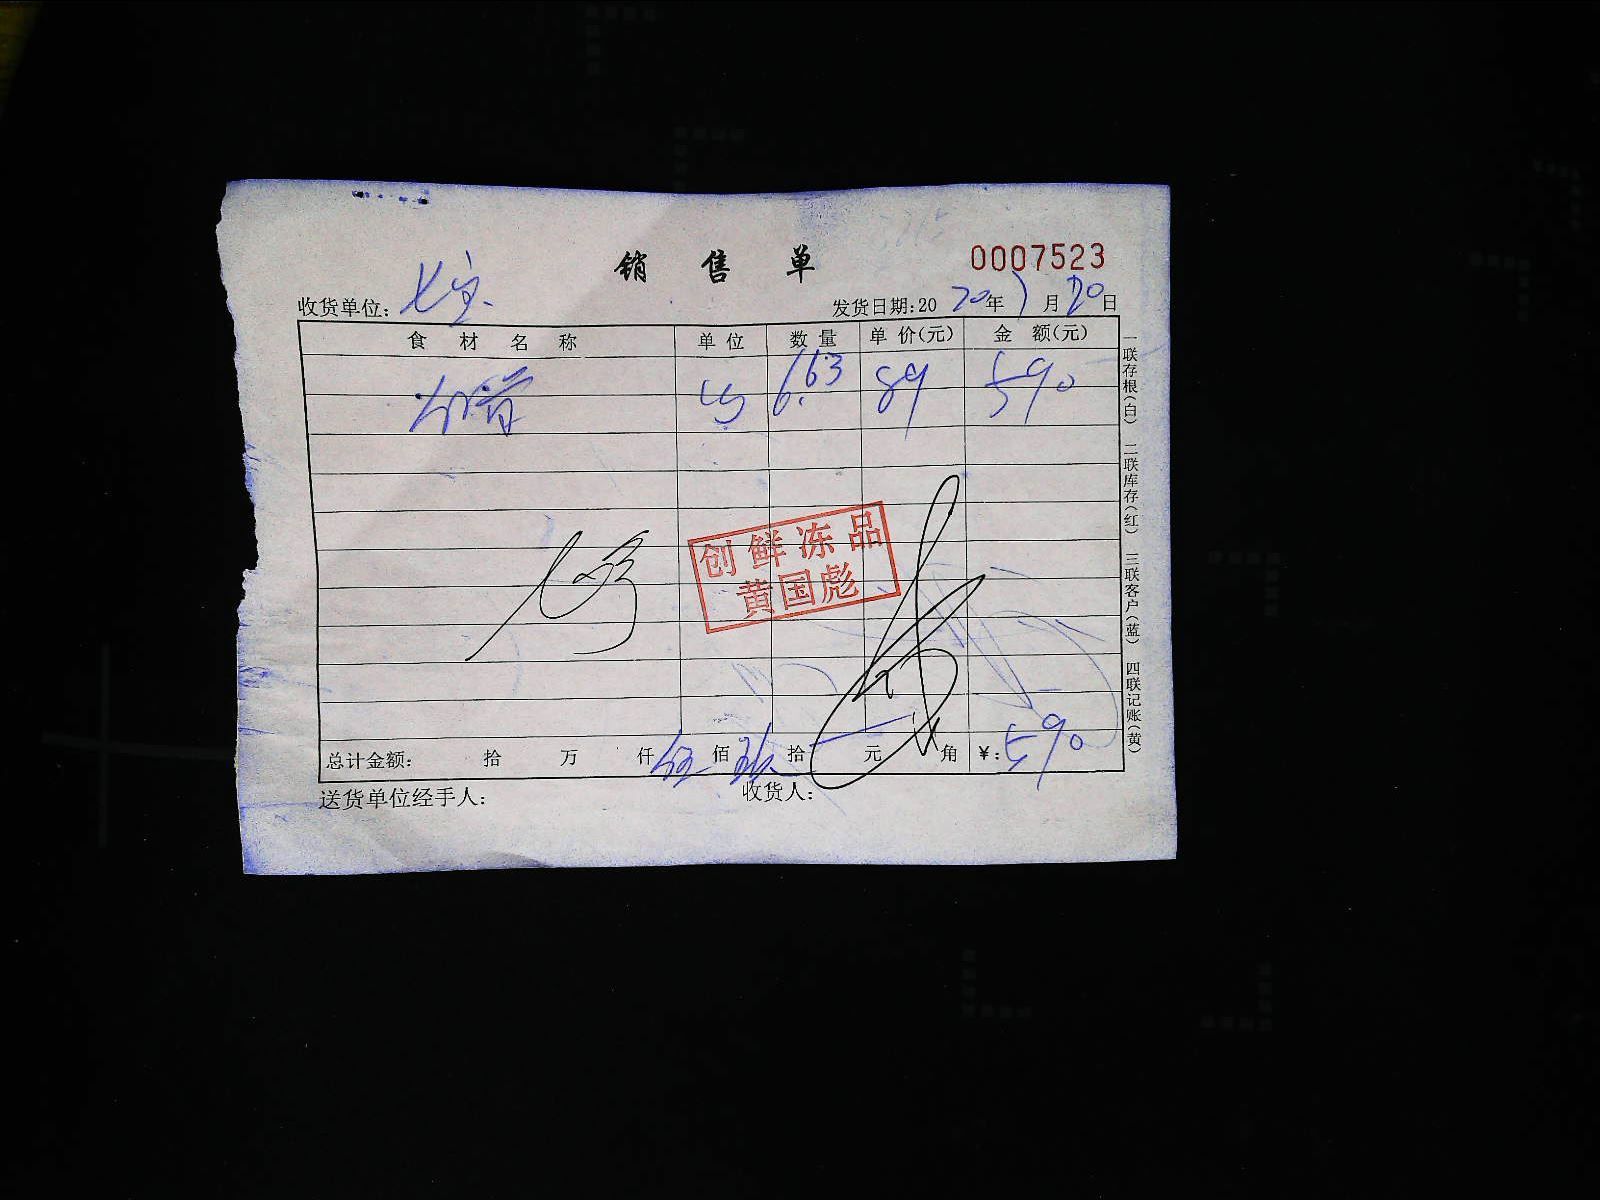 销 售 单
0007523
收货单位:
发货日期:20 20年 7月 20日
食 材 名 称 单 位 数 量 单 价(元) 金 额(元)
6.63 89 590
创鲜冻品
黄国彪
总计金额: 拾 万 仟 伍 佰 玖 拾 元 角 ¥:590
送货单位经手人: 收货人:
一联存根(白) 二联库存(红) 三联客户(蓝) 四联记账(黄)